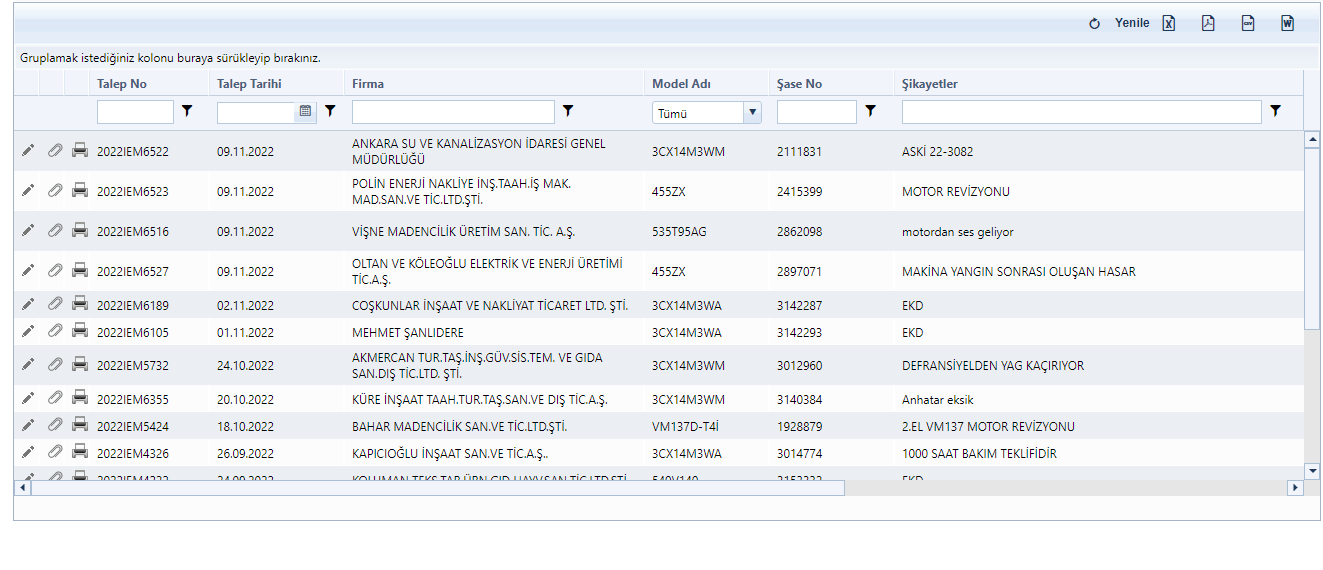 Yenile
Gruplamak istediğiniz kolonu buraya sürükleyip bırakınız.
Talep No Talep Tarihi Firma Model Adı Şase No Şikayetler
Tümü
2022IEM6522 09.11.2022 ANKARA SU VE KANALİZASYON İDARESİ GENEL MÜDÜRLÜĞÜ 3CX14M3WM 2111831 ASKİ 22-3082
2022IEM6523 09.11.2022 POLİN ENERJİ NAKLİYE İNŞ.TAAH.İŞ MAK. MAD.SAN.VE TİC.LTD.ŞTİ. 455ZX 2415399 MOTOR REVİZYONU
2022IEM6516 09.11.2022 VİŞNE MADENCİLİK ÜRETİM SAN. TİC. A.Ş. 535T95AG 2862098 motordan ses geliyor
2022IEM6527 09.11.2022 OLTAN VE KÖLEOĞLU ELEKTRİK VE ENERJİ ÜRETİMİ TİC.A.Ş. 455ZX 2897071 MAKİNA YANGIN SONRASI OLUŞAN HASAR
2022IEM6189 02.11.2022 COŞKUNLAR İNŞAAT VE NAKLİYAT TİCARET LTD. ŞTİ. 3CX14M3WA 3142287 EKD
2022IEM6105 01.11.2022 MEHMET ŞANLIDERE 3CX14M3WA 3142293 EKD
2022IEM5732 24.10.2022 AKMERCAN TUR.TAŞ.İNŞ.GÜV.SİS.TEM. VE GIDA SAN.DIŞ TİC.LTD. ŞTİ. 3CX14M3WM 3012960 DEFRANSİYELDEN YAG KAÇIRIYOR
2022IEM6355 20.10.2022 KÜRE İNŞAAT TAAH.TUR.TAŞ.SAN.VE DIŞ TİC.A.Ş. 3CX14M3WM 3140384 Anhatar eksik
2022IEM5424 18.10.2022 BAHAR MADENCİLİK SAN.VE TİC.LTD.ŞTİ. VM137D-T4İ 1928879 2.EL VM137 MOTOR REVİZYONU
2022IEM4326 26.09.2022 KAPICIOĞLU İNŞAAT SAN.VE TİC.A.Ş.. 3CX14M3WA 3014774 1000 SAAT BAKIM TEKLİFİDİR